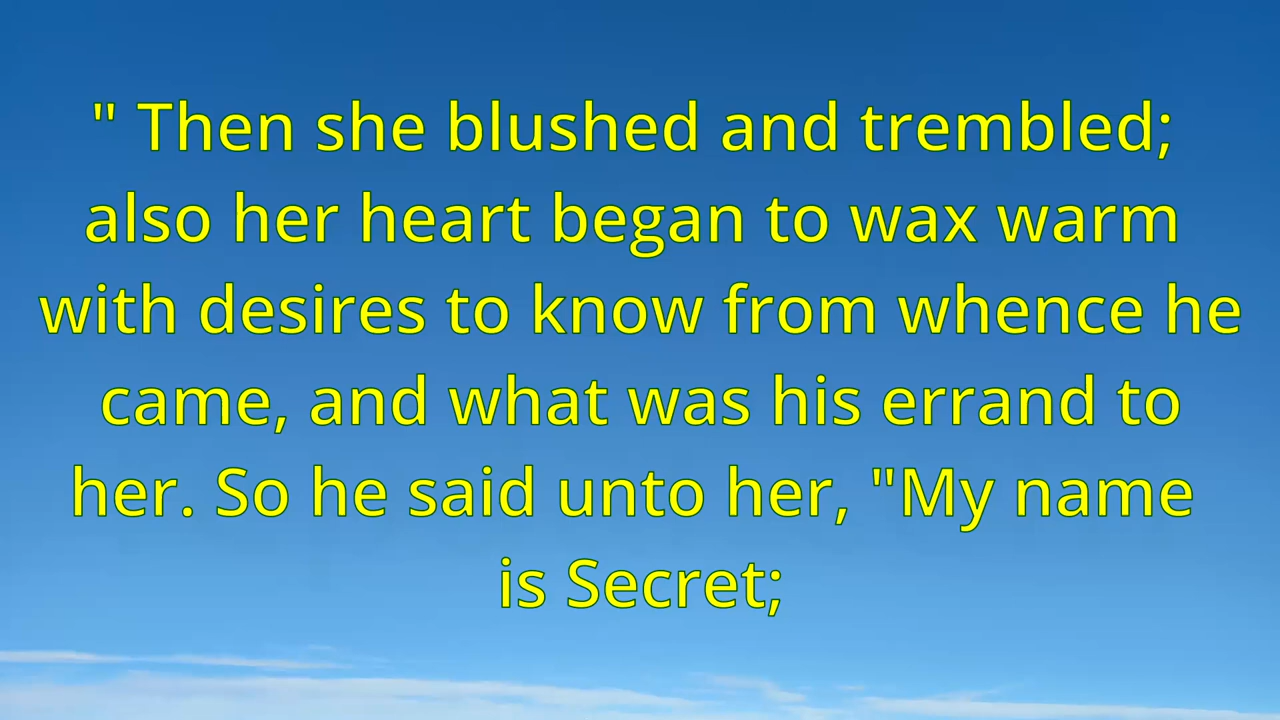 " Then she blushed and trembled;
also her heart began to wax warm
with desires to know from whence he
came, and what was his errand to
her. So he said unto her, "My name
is Secret;